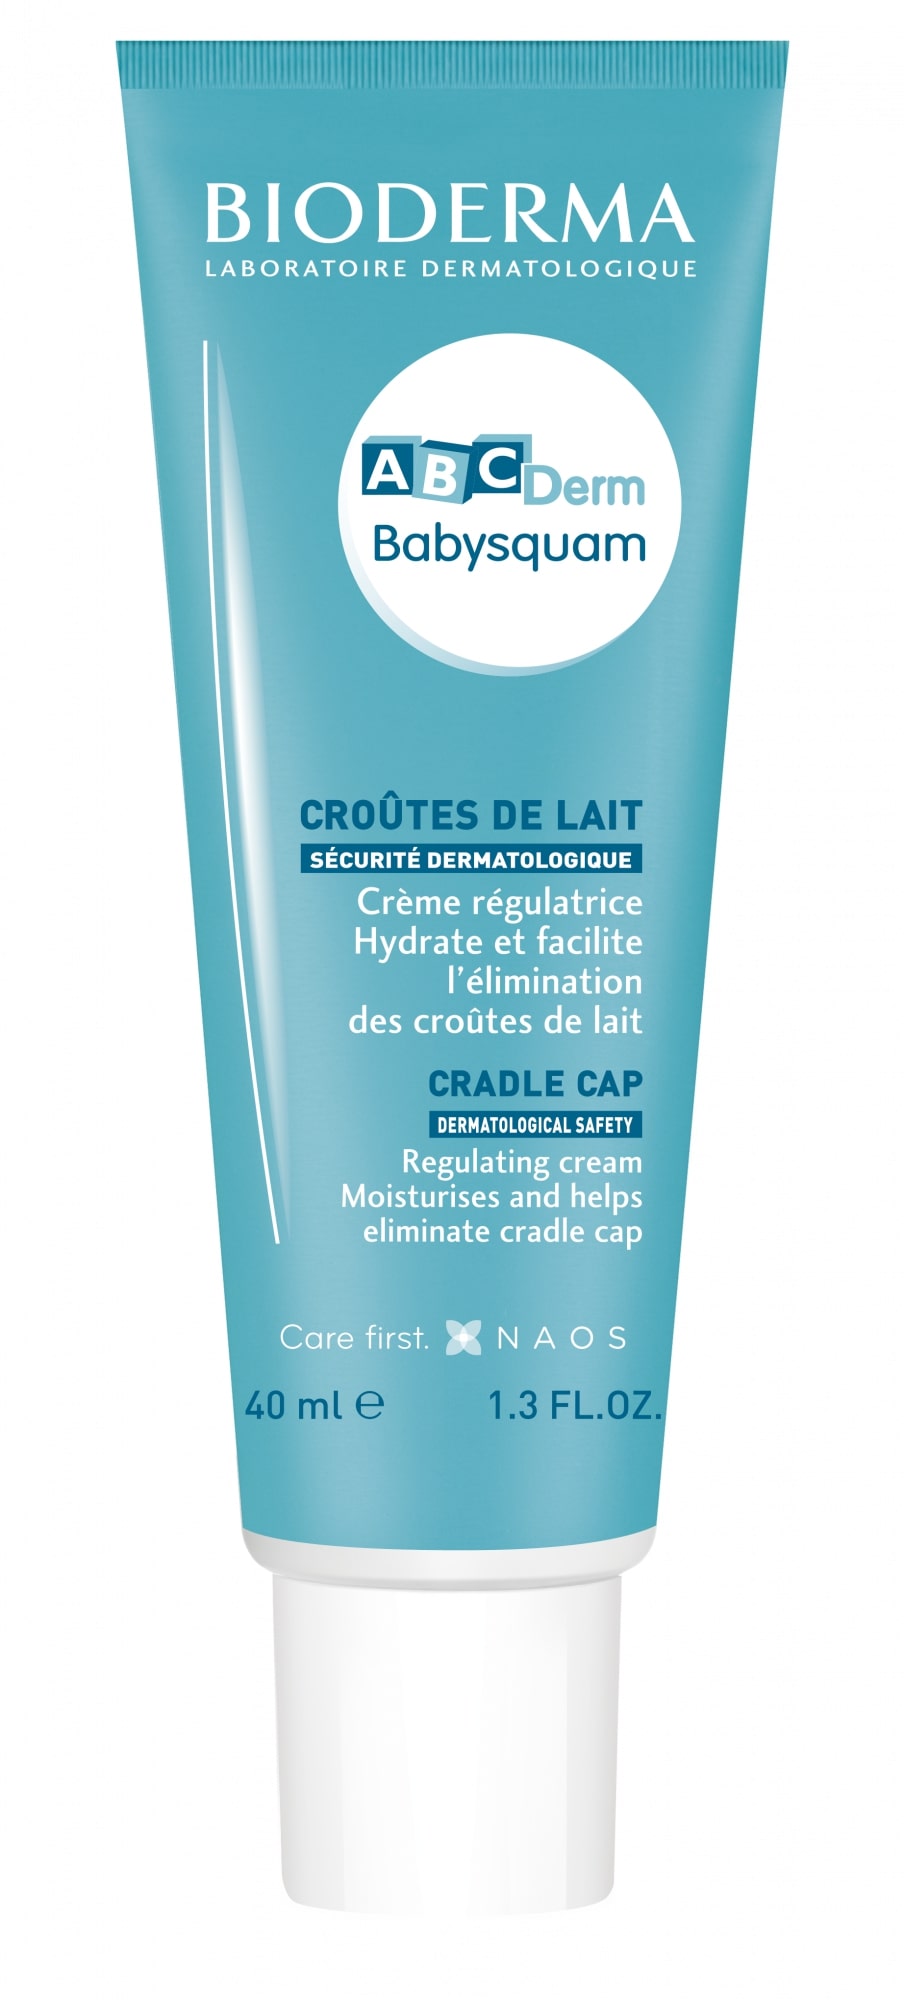 BIODERMA
LABORATOIRE DERMATOLOGIQUE
ABCDerm
Babysquam
CROÛTES DE LAIT
SÉCURITÉ DERMATOLOGIQUE
Crème régulatrice
Hydrate et facilite
l'élimination
des croûtes de lait
CRADLE CAP
DERMATOLOGICAL SAFETY
Regulating cream
Moisturises and helps
eliminate cradle cap
Care first. NAOS
40 ml ℮ 1.3 FL.OZ.